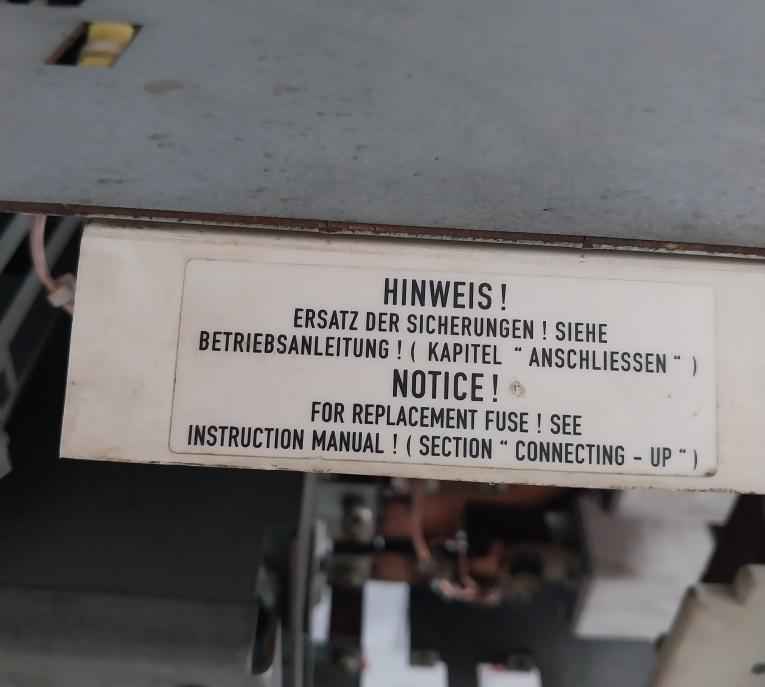 HINWEIS!
ERSATZ DER SICHERUNGEN ! SIEHE
BETRIEBSANLEITUNG ! ( KAPITEL “ ANSCHLIESSEN “ )
NOTICE!
FOR REPLACEMENT FUSE ! SEE
INSTRUCTION MANUAL ! ( SECTION “ CONNECTING - UP “ )